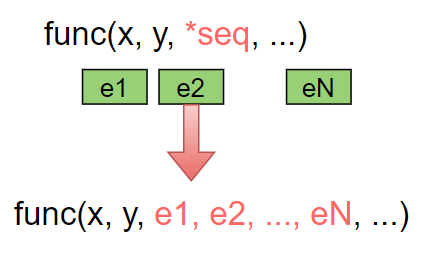 func(x, y, *seq, ...)
e1 e2 eN
func(x, y, e1, e2, ..., eN, ...)